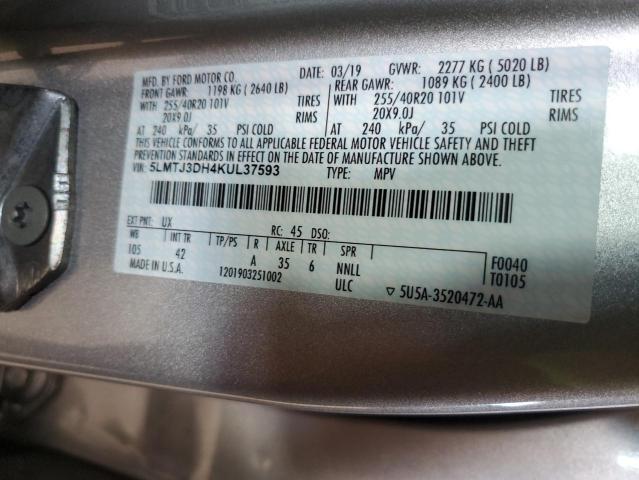 MFD. BY FORD MOTOR CO.
03/19 GVWR: 2277 KG ( 5020 LB)
FRONT GAWR: 1198 KG (2640 LB)
REAR GAWR: 1089 KG ( 2400 LB)
WITH 255/40R20 101V TIRES
WITH 255/40R20 101V TIRES
20X9.0J RIMS
20X9.0J RIMS
AT 240 kPa/ 35 PSI COLD
AT 240 kPa/ 35 PSI COLD
THIS VEHICLE CONFORMS TO ALL APPLICABLE FEDERAL MOTOR VEHICLE SAFETY AND THEFT
PREVENTION STANDARDS IN EFFECT ON THE DATE OF MANUFACTURE SHOWN ABOVE.
VIN: 5LMTJ3DH4KUL37593 TYPE: MPV
EXT PNT: UX RC: 45 DSO:
WB INT TR TP/PS R AXLE TR SPR
105 42 A 35 6 NNLL
F0040
T0105
MADE IN U.S.A. 1201903251002 ULC ▽ 5U5A-3520472-AA